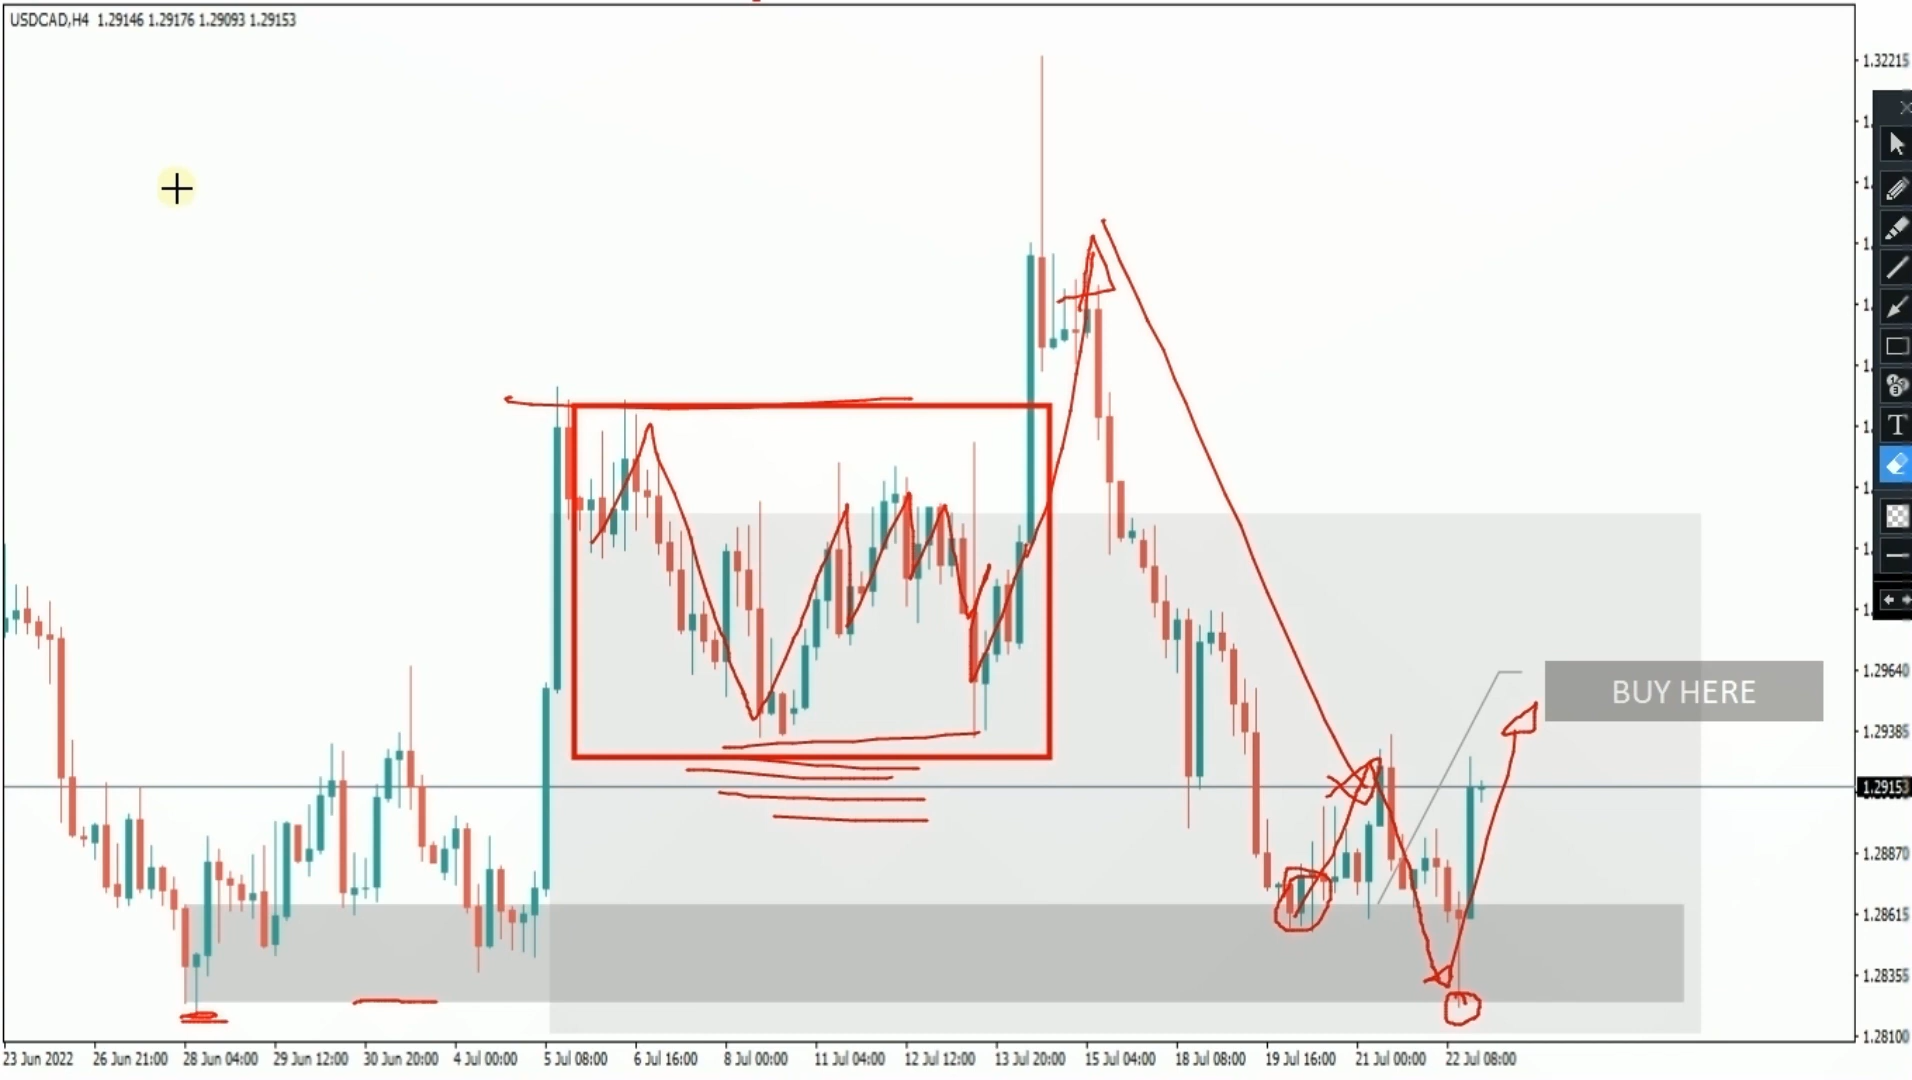 USDCAD,H4 1.29146 1.29176 1.29093 1.29153
1.32215
T
1.29640
BUY HERE
1.29385
1.29153
1.28870
1.28615
1.28355
1.28100
23 Jun 2022 26 Jun 21:00 28 Jun 04:00 29 Jun 12:00 30 Jun 20:00 4 Jul 00:00 5 Jul 08:00 6 Jul 16:00 8 Jul 00:00 11 Jul 04:00 12 Jul 12:00 13 Jul 20:00 15 Jul 04:00 18 Jul 08:00 19 Jul 16:00 21 Jul 00:00 22 Jul 08:00